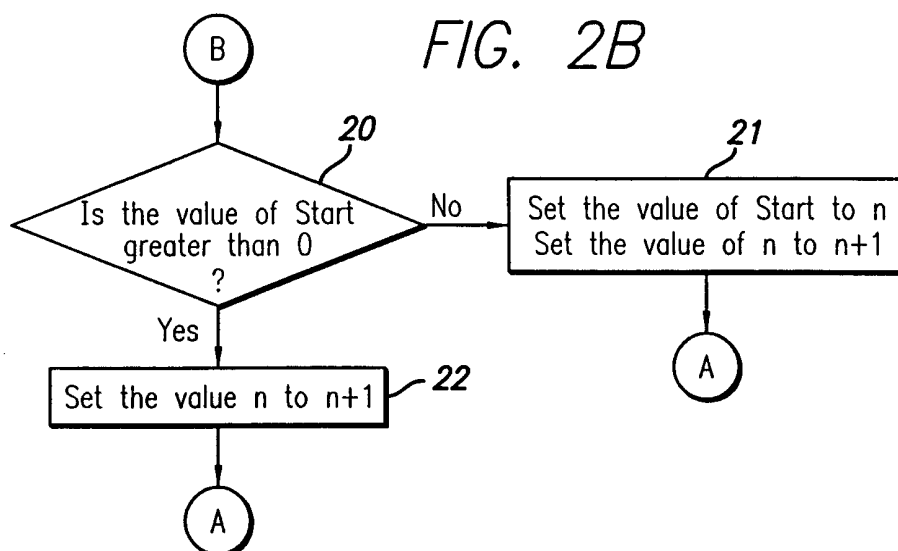 B
FIG. 2B
20
Is the value of Start
greater than 0
?
No
21
Set the value of Start to n
Set the value of n to n+1
A
Yes
22
Set the value n to n+1
A